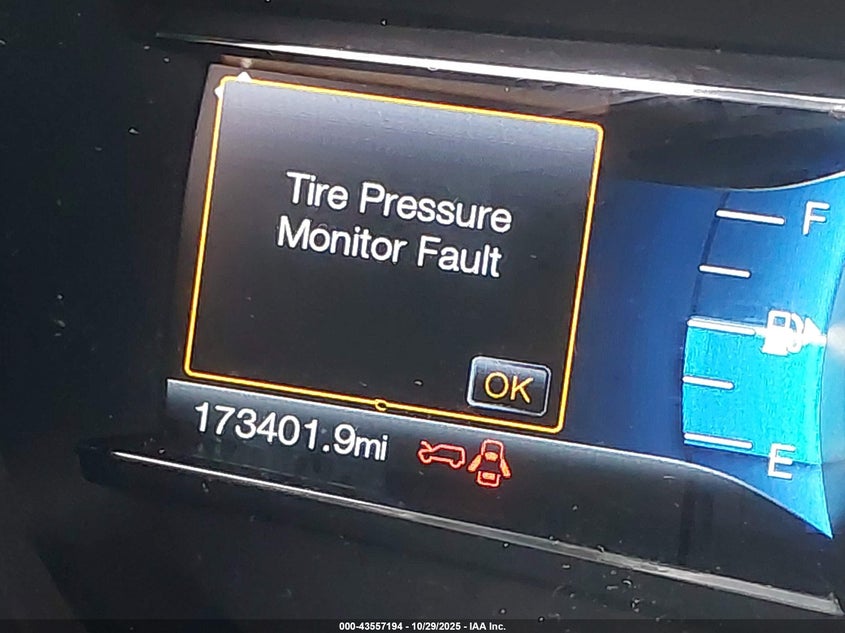 Tire Pressure
Monitor Fault
OK
173401.9mi
F
E
000-43557194 - 10/29/2025 - IAA Inc.